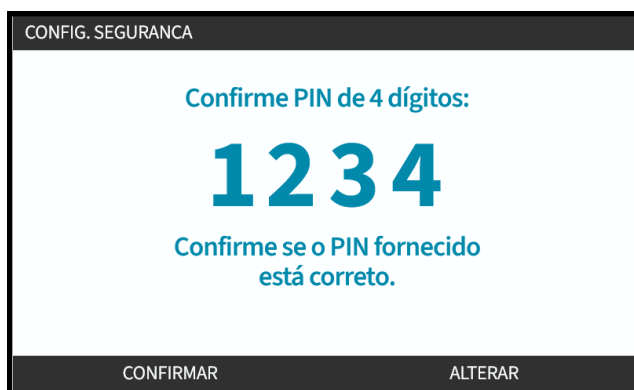 CONFIG. SEGURANCA
Confirme PIN de 4 dígitos:
1234
Confirme se o PIN fornecido
está correto.
CONFIRMAR ALTERAR